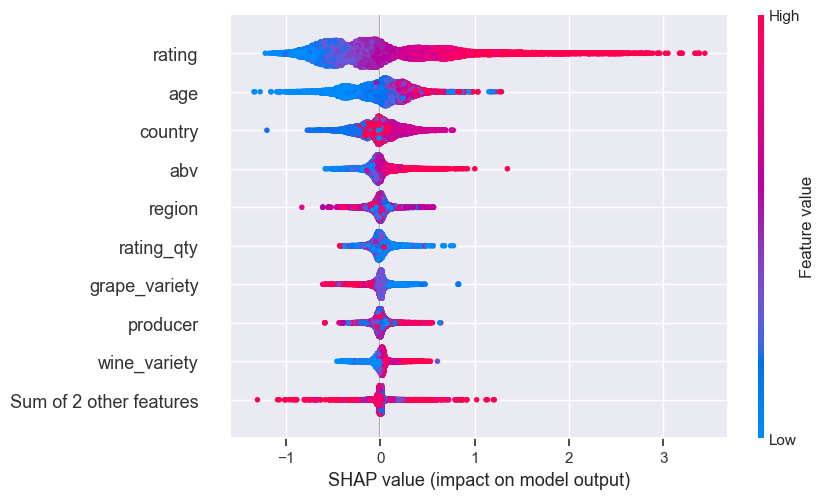 High
rating
age
country
abv
region
rating_qty
grape_variety
producer
wine_variety
Sum of 2 other features
Feature value
Low
−1 0 1 2 3
SHAP value (impact on model output)